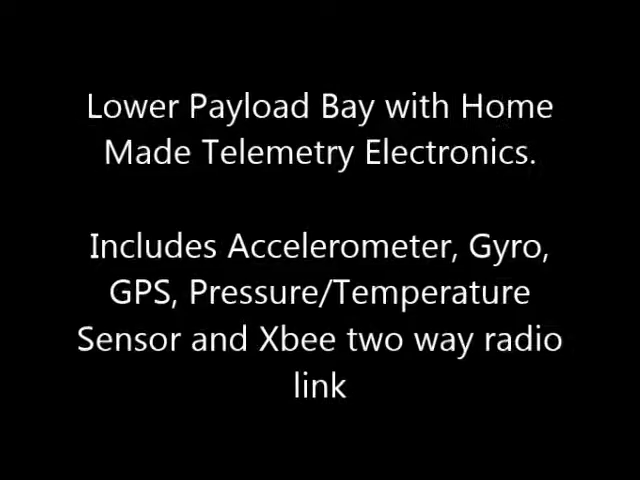 Lower Payload Bay with Home
Made Telemetry Electronics.
Includes Accelerometer, Gyro,
GPS, Pressure/Temperature
Sensor and Xbee two way radio
link